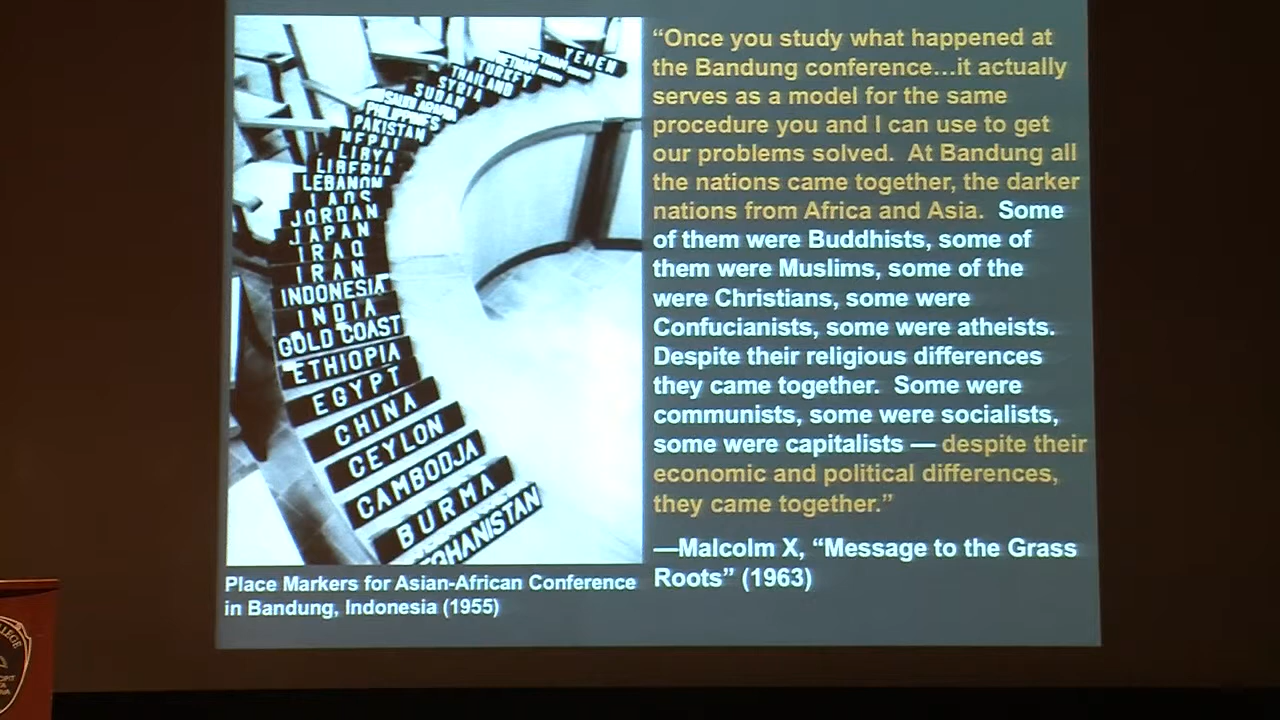 YEMEN
VIETNAM
VIETNAM
TURKEY
THAILAND
SYRIA
SUDAN
SAUDI ARABIA
PHILIPPINES
PAKISTAN
NEPAL
LIBYA
LIBERIA
LEBANON
LAOS
JORDAN
JAPAN
IRAQ
IRAN
INDONESIA
INDIA
GOLD COAST
ETHIOPIA
EGYPT
CHINA
CEYLON
CAMBODJA
BURMA
GHANISTAN
Place Markers for Asian-African Conference
in Bandung, Indonesia (1955)
“Once you study what happened at
the Bandung conference…it actually
serves as a model for the same
procedure you and I can use to get
our problems solved. At Bandung all
the nations came together, the darker
nations from Africa and Asia. Some
of them were Buddhists, some of
them were Muslims, some of the
were Christians, some were
Confucianists, some were atheists.
Despite their religious differences
they came together. Some were
communists, some were socialists,
some were capitalists — despite their
economic and political differences,
they came together.”
—Malcolm X, “Message to the Grass
Roots” (1963)